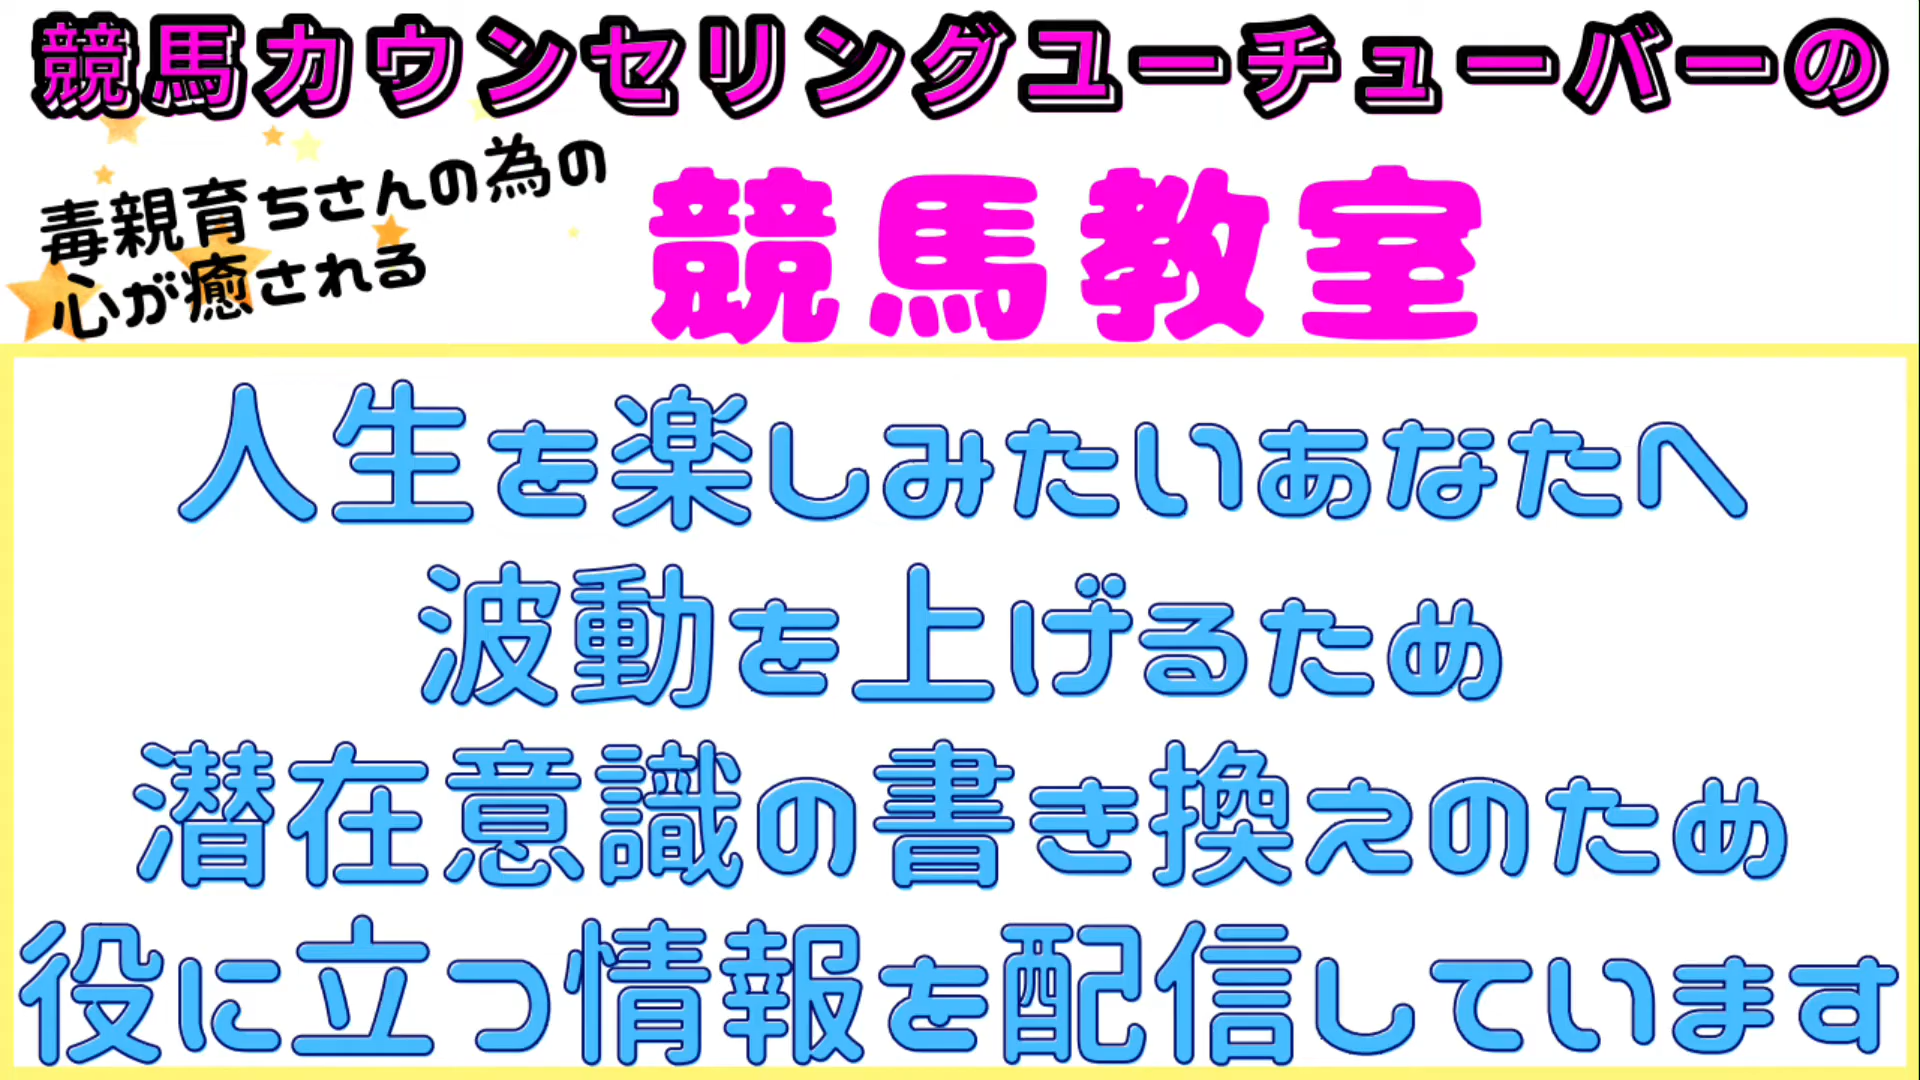 競馬カウンセリングユーチューバーの
毒親育ちさんの為の
心が癒される
競馬教室
人生を楽しみたいあなたへ
波動を上げるため
潜在意識の書き換えのため
役に立つ情報を配信しています